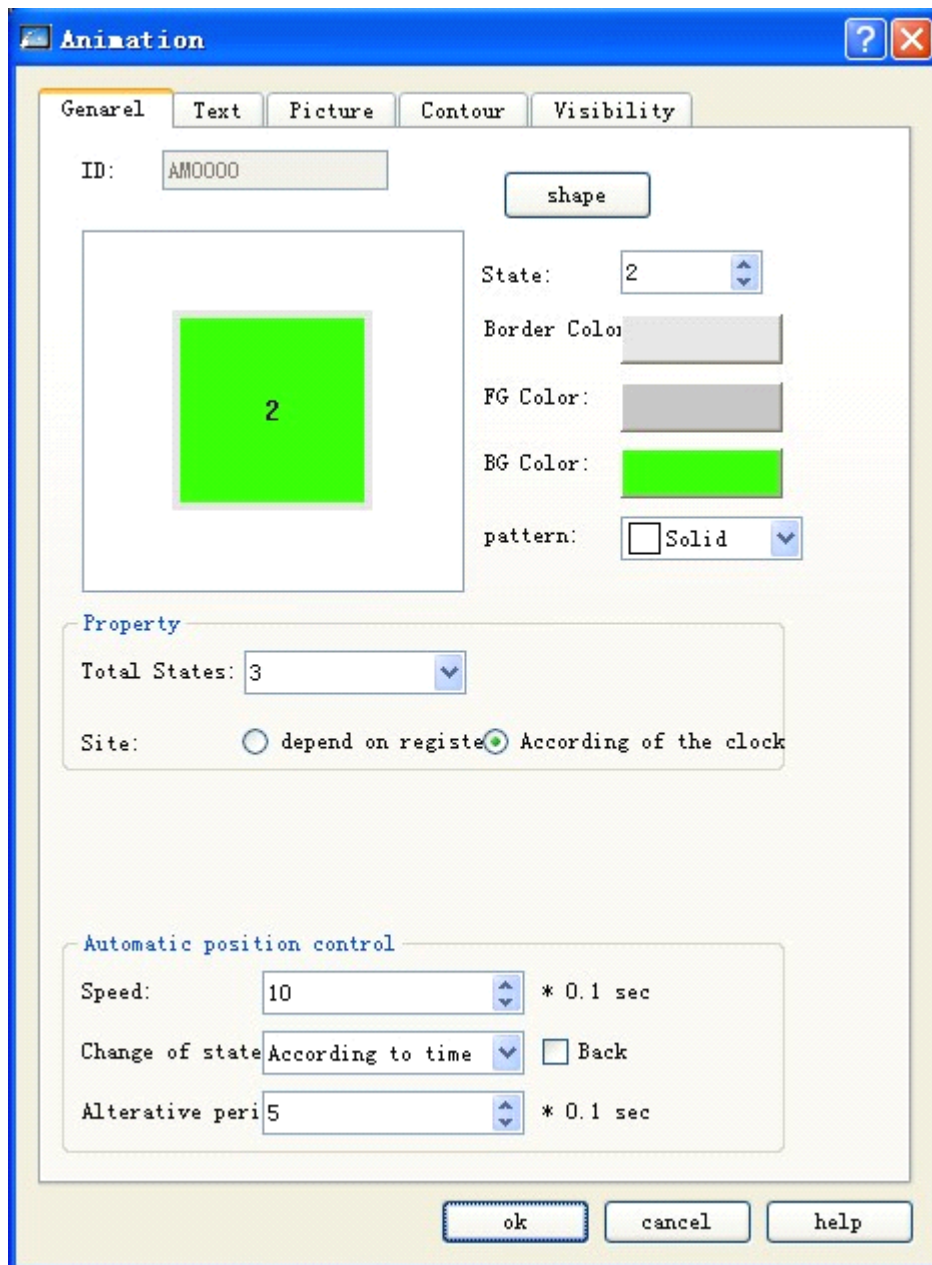 Animation
Genarel Text Picture Contour Visibility
ID: AM0000
shape
State: 2
Border Color
2
FG Color:
BG Color:
pattern: Solid
Property
Total States: 3
Site: depend on registe According of the clock
Automatic position control
Speed: 10 * 0.1 sec
Change of state According to time Back
Alterative peri 5 * 0.1 sec
ok cancel help